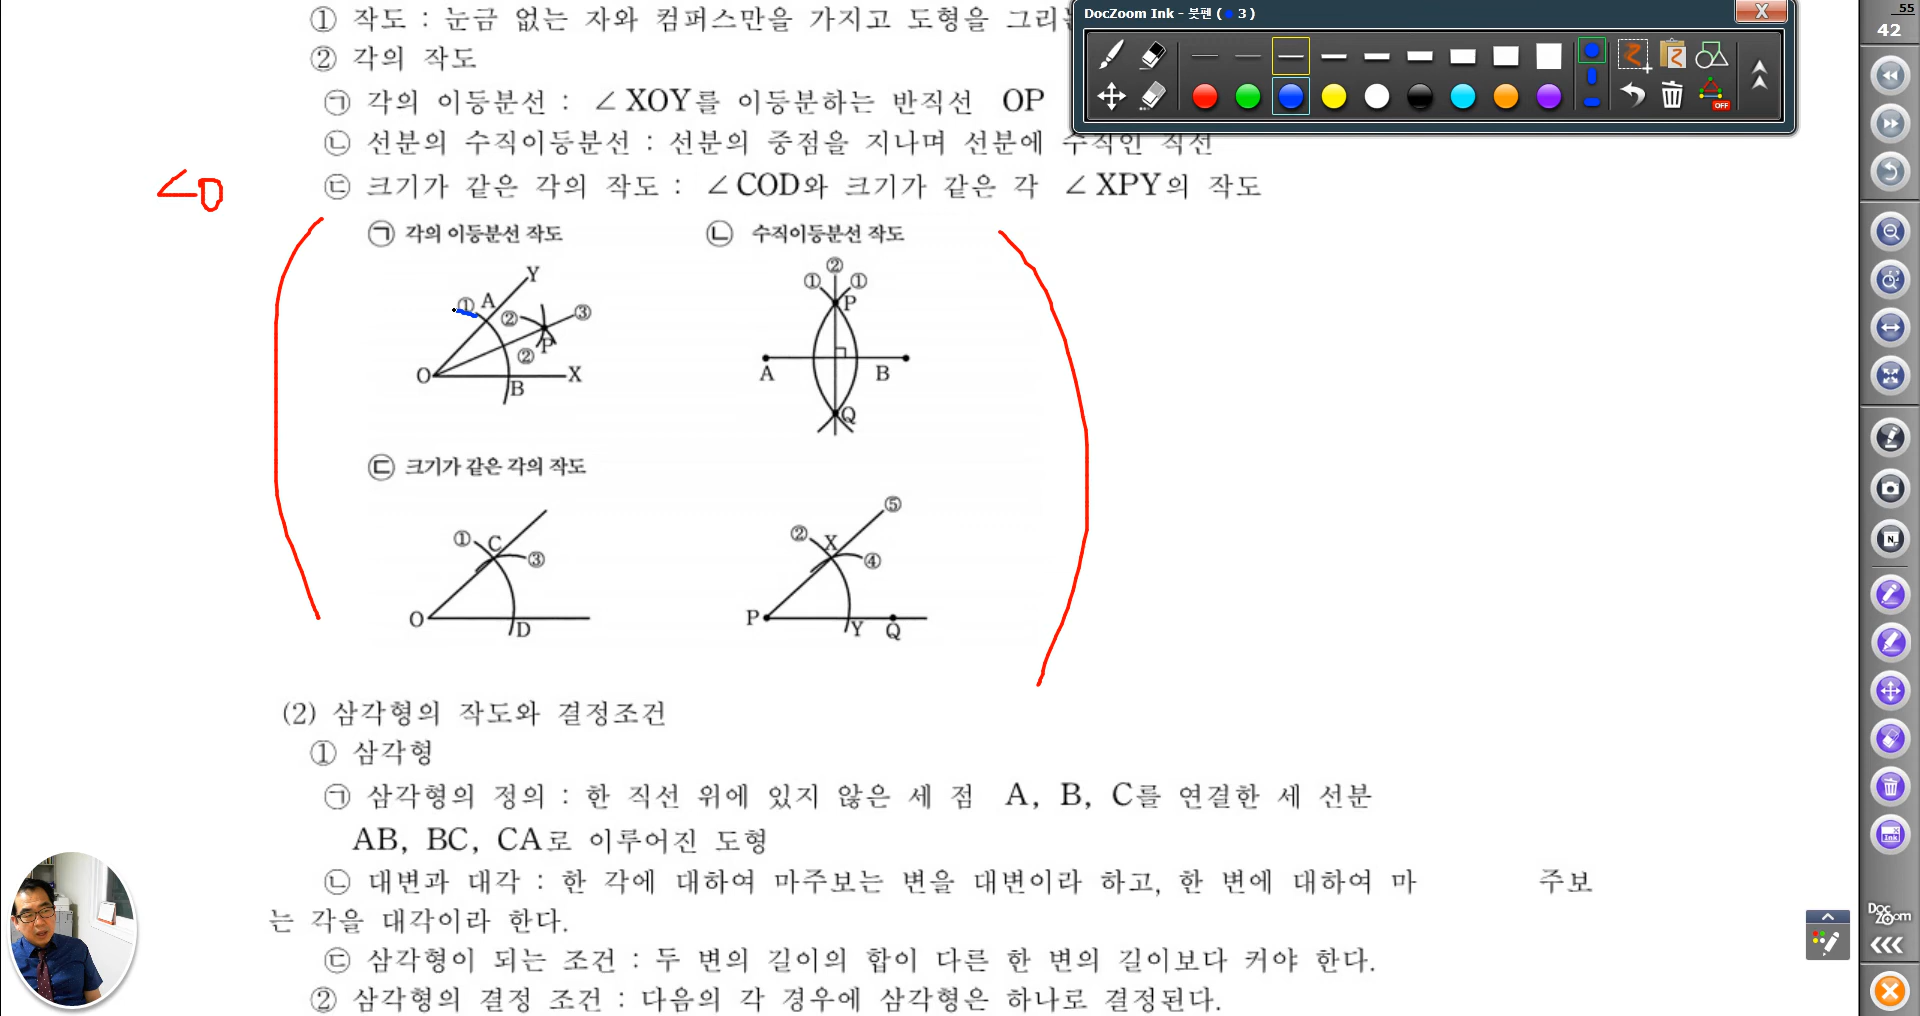 ① 작도 : 눈금 없는 자와 컴퍼스만을 가지고 도형을 그리는
DocZoom Ink - 붓펜 ( 3 )
55
42
② 각의 작도
㉠ 각의 이등분선 : ∠XOY를 이등분하는 반직선 OP
OFF
㉡ 선분의 수직이등분선 : 선분의 중점을 지나며 선분에 수직인 직선
∠O
㉢ 크기가 같은 각의 작도 : ∠COD와 크기가 같은 각 ∠XPY의 작도
㉠ 각의 이등분선 작도
㉡ 수직이등분선 작도
Y
① A
② ③
② P
O B X
②
① ①
P
A B
Q
㉢ 크기가 같은 각의 작도
① C ③
O D
⑤
② X ④
P Y Q
(2) 삼각형의 작도와 결정조건
① 삼각형
㉠ 삼각형의 정의 : 한 직선 위에 있지 않은 세 점 A, B, C를 연결한 세 선분
AB, BC, CA로 이루어진 도형
㉡ 대변과 대각 : 한 각에 대하여 마주보는 변을 대변이라 하고, 한 변에 대하여 마 주보
는 각을 대각이라 한다.
㉢ 삼각형이 되는 조건 : 두 변의 길이의 합이 다른 한 변의 길이보다 커야 한다.
② 삼각형의 결정 조건 : 다음의 각 경우에 삼각형은 하나로 결정된다.
N
Ink
Doc
Zoom